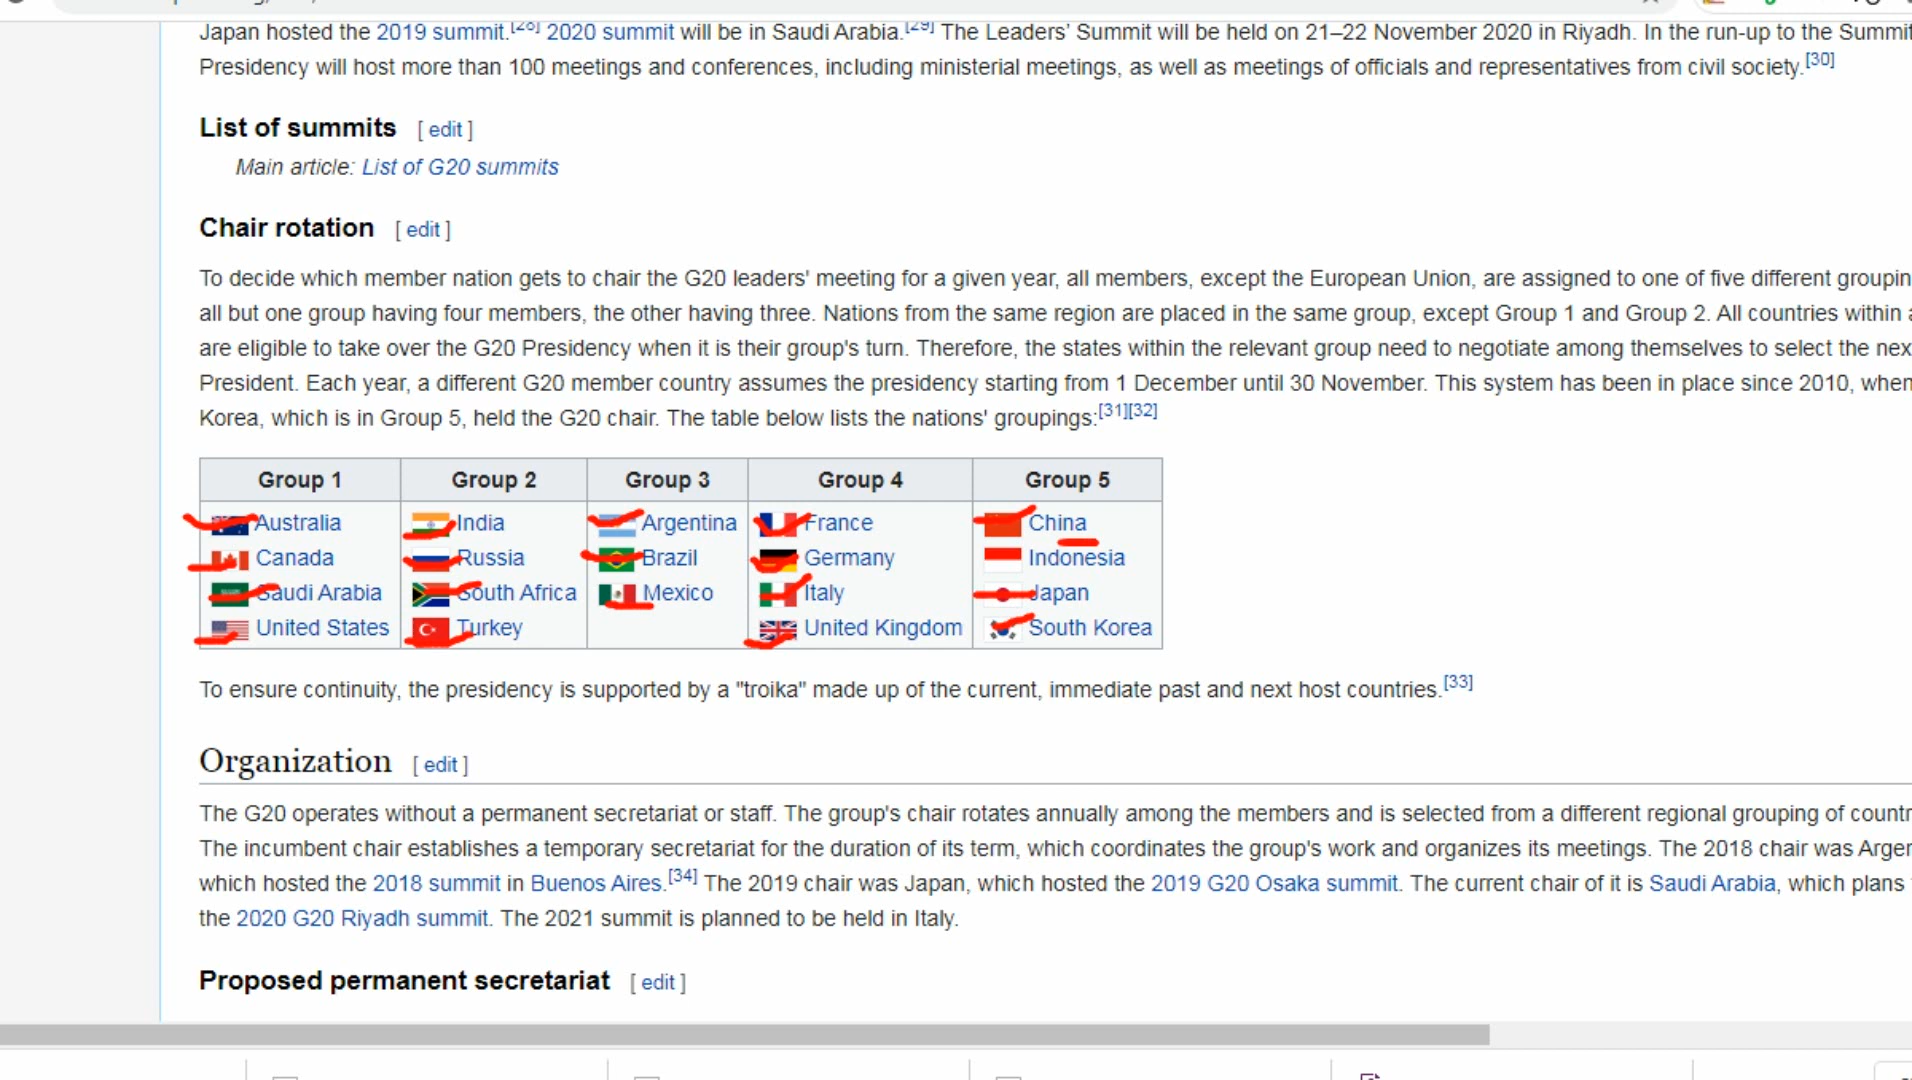 Japan hosted the 2019 summit.[28] 2020 summit will be in Saudi Arabia.[29] The Leaders' Summit will be held on 21–22 November 2020 in Riyadh. In the run-up to the Summit
Presidency will host more than 100 meetings and conferences, including ministerial meetings, as well as meetings of officials and representatives from civil society.[30]
List of summits [ edit ]
Main article: List of G20 summits
Chair rotation [ edit ]
To decide which member nation gets to chair the G20 leaders' meeting for a given year, all members, except the European Union, are assigned to one of five different groupin
all but one group having four members, the other having three. Nations from the same region are placed in the same group, except Group 1 and Group 2. All countries within a
are eligible to take over the G20 Presidency when it is their group's turn. Therefore, the states within the relevant group need to negotiate among themselves to select the nex
President. Each year, a different G20 member country assumes the presidency starting from 1 December until 30 November. This system has been in place since 2010, when
Korea, which is in Group 5, held the G20 chair. The table below lists the nations' groupings:[31][32]
Group 1 Group 2 Group 3 Group 4 Group 5
Australia India Argentina France China
Canada Russia Brazil Germany Indonesia
Saudi Arabia South Africa Mexico Italy Japan
United States Turkey United Kingdom South Korea
To ensure continuity, the presidency is supported by a "troika" made up of the current, immediate past and next host countries.[33]
Organization [ edit ]
The G20 operates without a permanent secretariat or staff. The group's chair rotates annually among the members and is selected from a different regional grouping of countr
The incumbent chair establishes a temporary secretariat for the duration of its term, which coordinates the group's work and organizes its meetings. The 2018 chair was Argen
which hosted the 2018 summit in Buenos Aires.[34] The 2019 chair was Japan, which hosted the 2019 G20 Osaka summit. The current chair of it is Saudi Arabia, which plans
the 2020 G20 Riyadh summit. The 2021 summit is planned to be held in Italy.
Proposed permanent secretariat [ edit ]